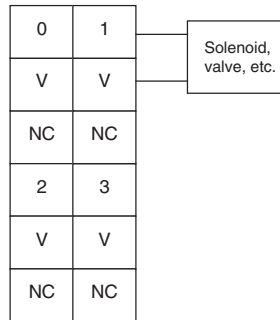 0 1
Solenoid,
valve, etc.
V V
NC NC
2 3
V V
NC NC